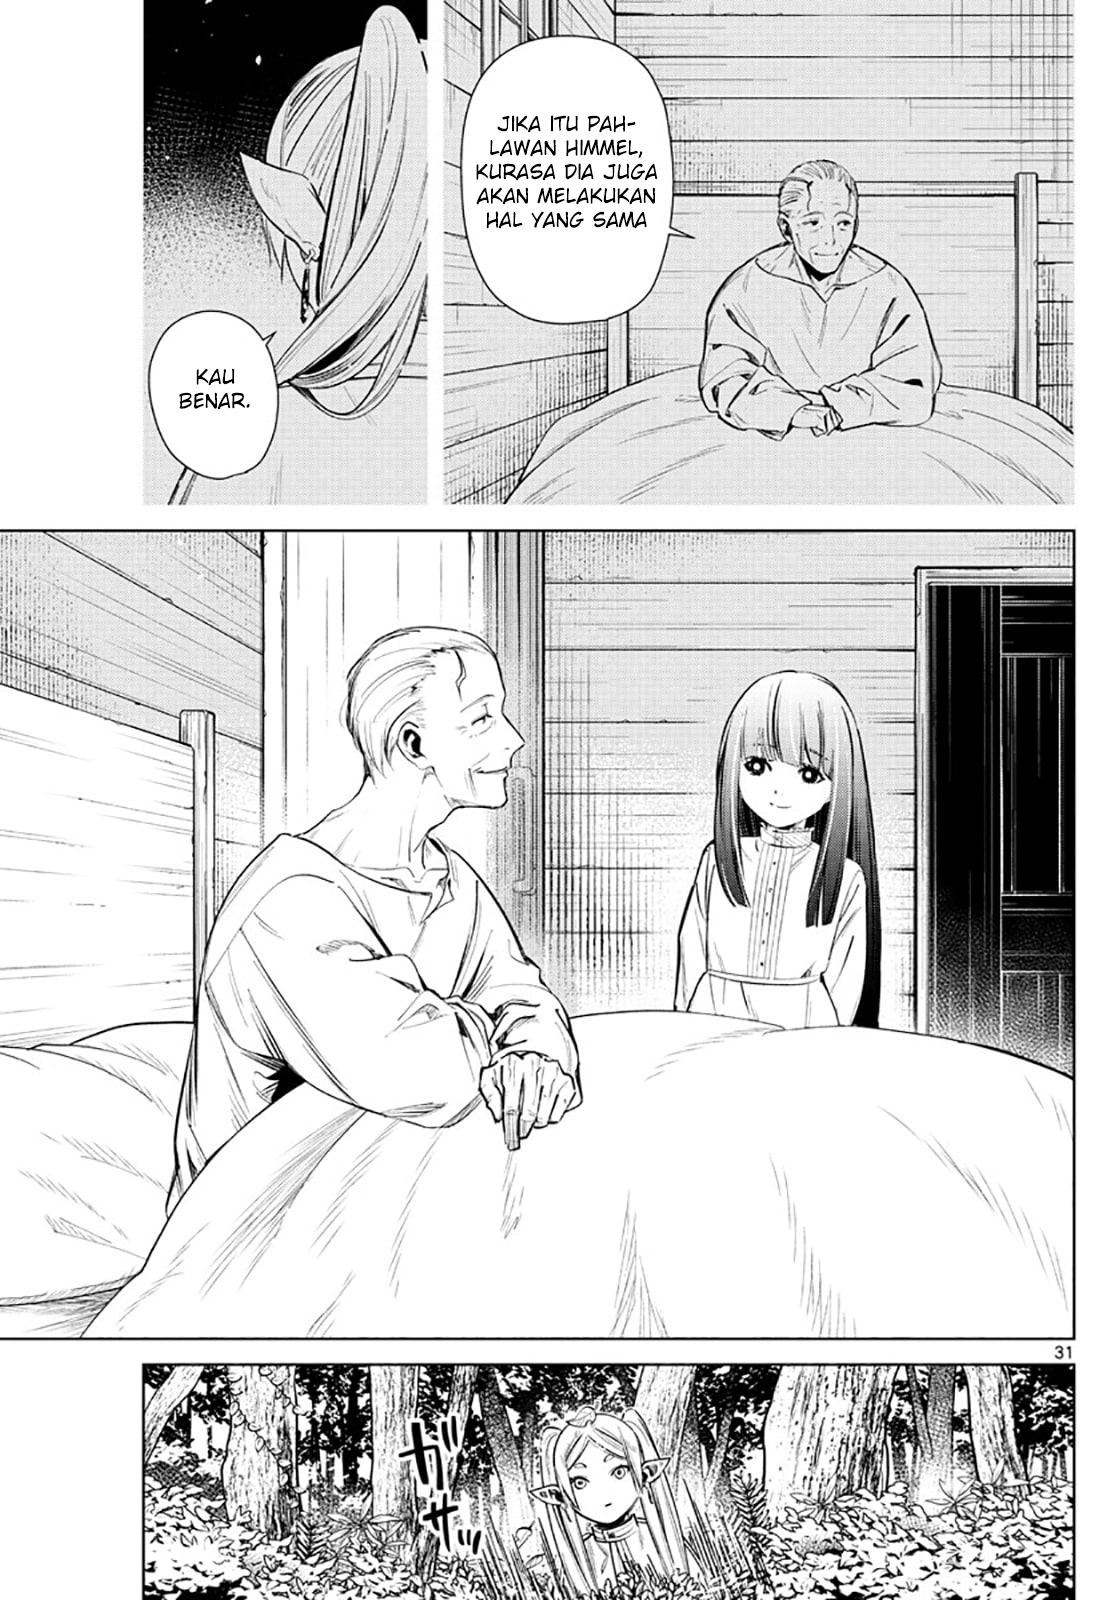 JIKA ITU PAH-
LAWAN HIMMEL,
KURASA DIA JUGA
AKAN MELAKUKAN
HAL YANG SAMA
KAU
BENAR.
31
ガサッ